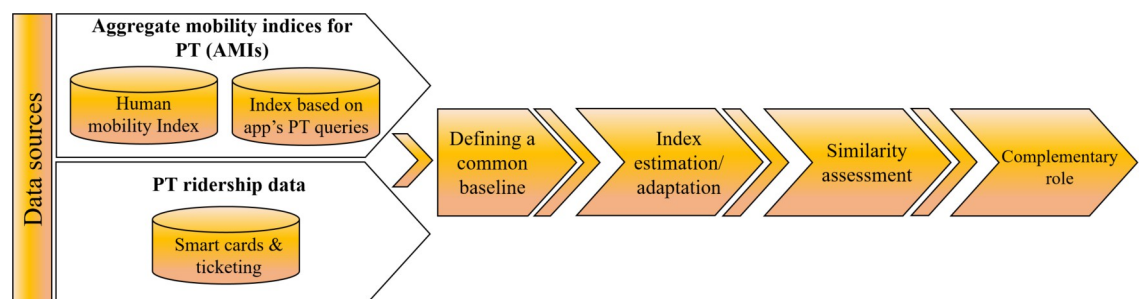 Data sources
Aggregate mobility indices for
PT (AMIs)
Human
mobility Index
Index based on
app's PT queries
PT ridership data
Smart cards &
ticketing
Defining a
common
baseline
Index
estimation/
adaptation
Similarity
assessment
Complementary
role